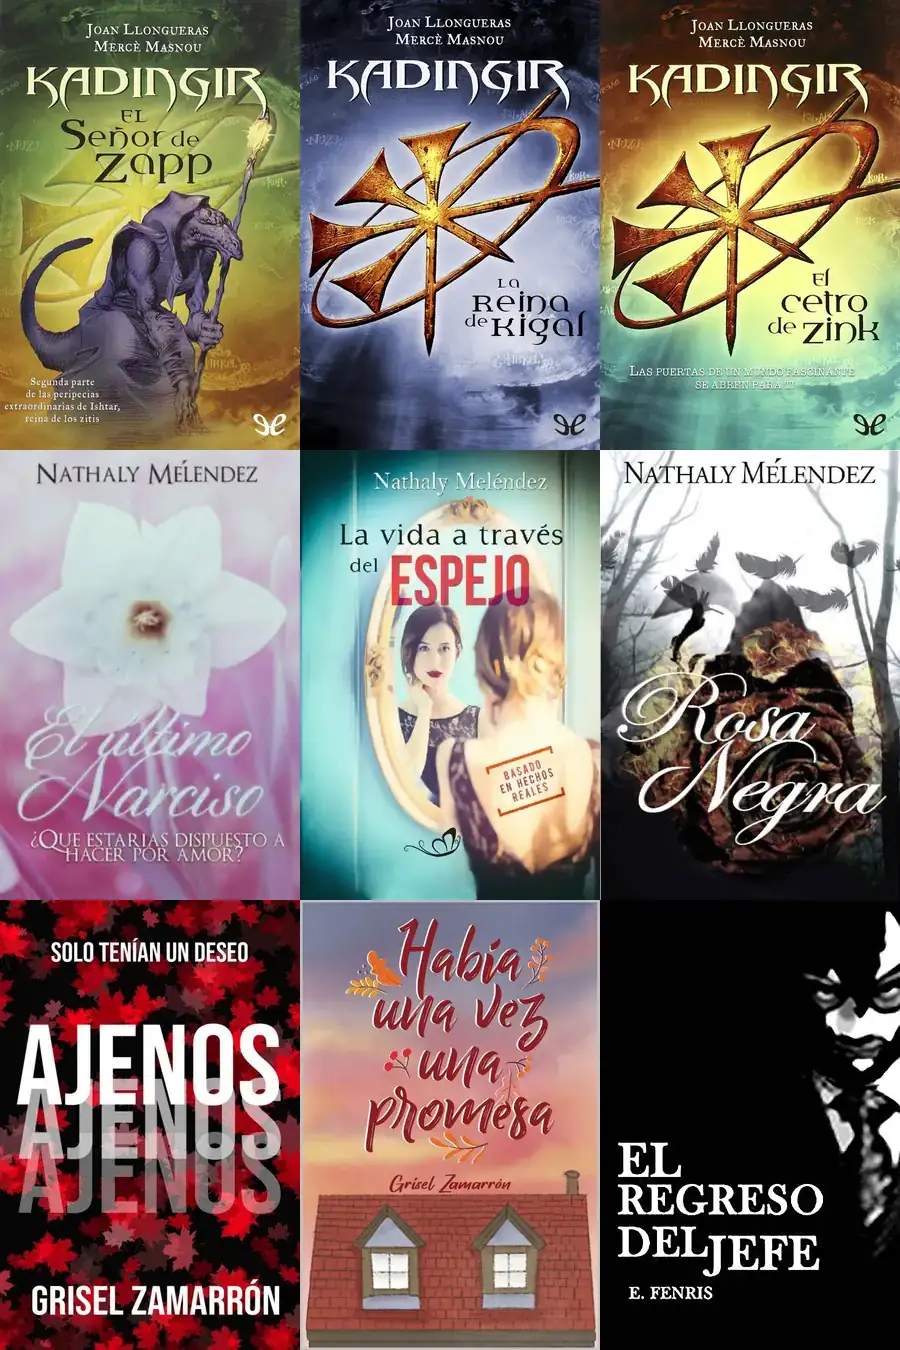 Joan Llongueras
Mercè Masnou
KADINGIR
EL
Señor de
Zapp
Segunda parte
de las peripecias
extraordinarias de Ishtar,
reina de los zitis
Joan Llongueras
Mercè Masnou
KADINGIR
LA
Reina
de Kigal
Joan Llongueras
Mercè Masnou
KADINGIR
El
cetro
de Zink
Las puertas de un mundo fascinante
se abren para ti
Nathaly Mélendez
El último
Narciso
¿Que estarias dispuesto a
hacer por amor?
Nathaly Meléndez
La vida a través
del ESPEJO
BASADO
EN HECHOS
REALES
Nathaly Mélendez
Rosa
Negra
SOLO TENÍAN UN DESEO
AJENOS
AJENOS
AJENOS
GRISEL ZAMARRÓN
Había
una vez
una
promesa
Grisel Zamarrón
EL
REGRESO
DEL JEFE
E. FENRIS